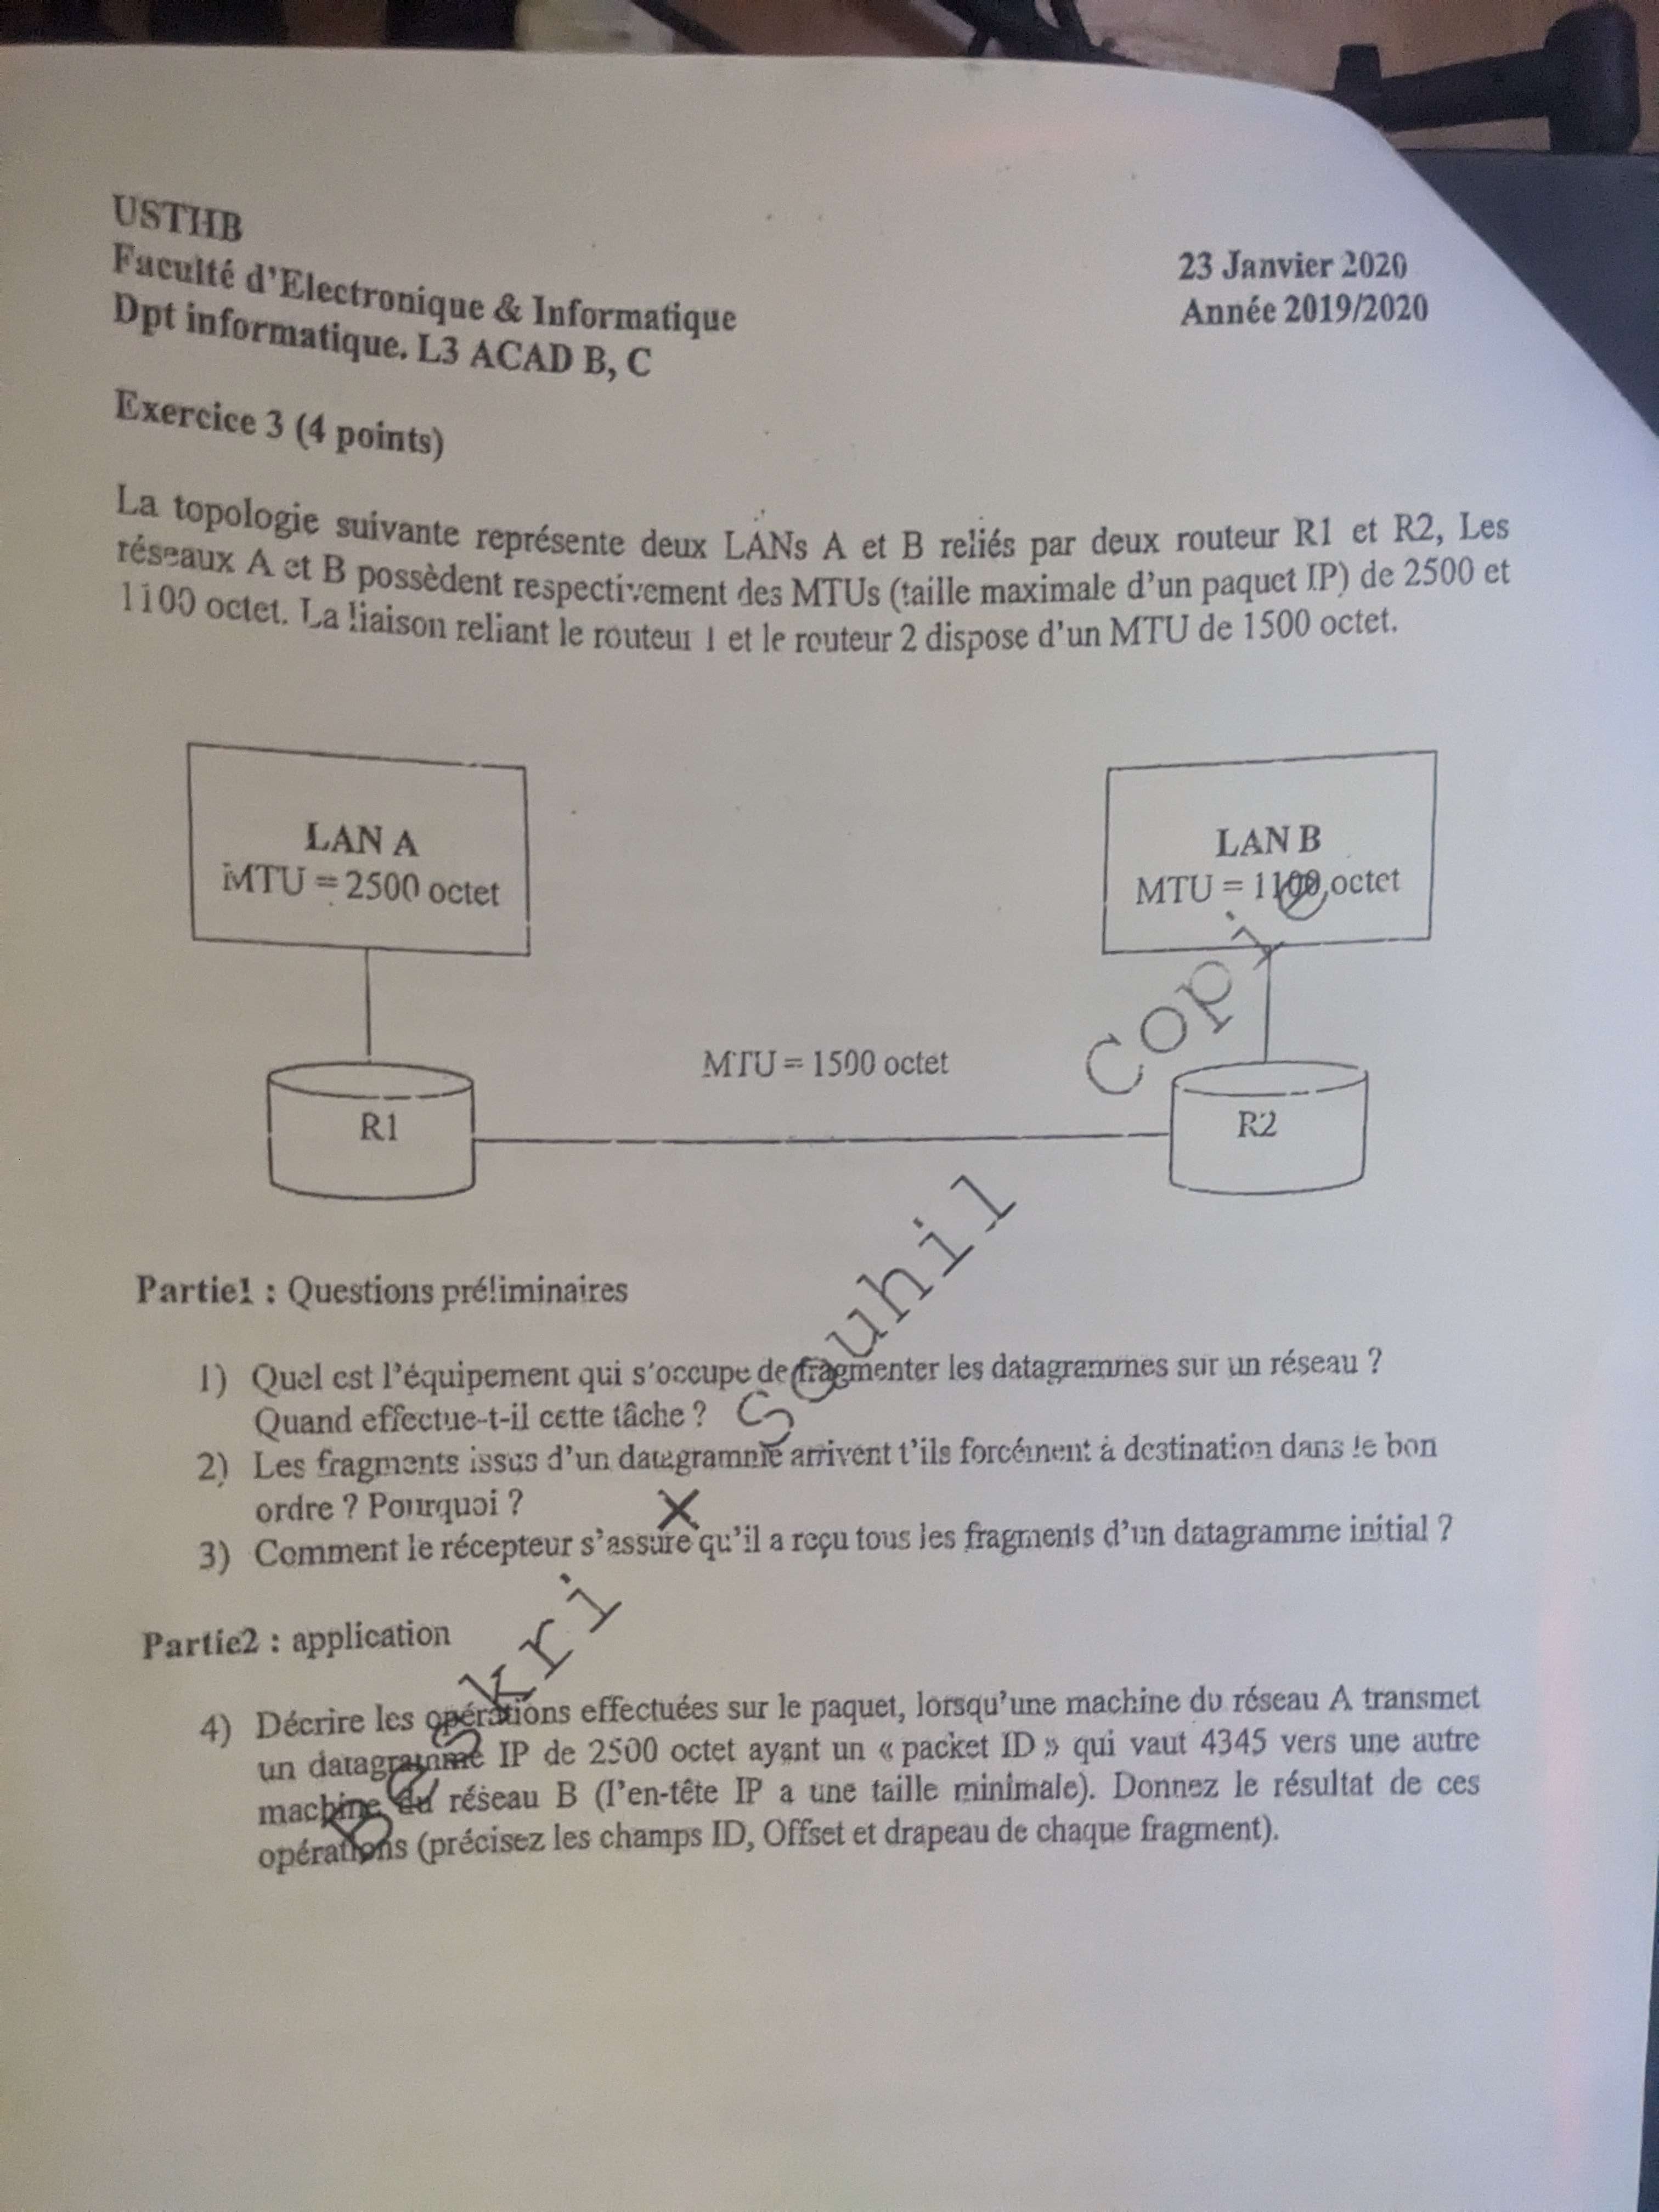 USTHB
Faculté d'Electronique & Informatique
Dpt informatique. L3 ACAD B, C
23 Janvier 2020
Année 2019/2020
Exercice 3 (4 points)
La topologie suivante représente deux LANs A et B reliés par deux routeur R1 et R2, Les
réseaux A et B possèdent respectivement des MTUs (taille maximale d'un paquet IP) de 2500 et
1100 octet. La liaison reliant le routeur 1 et le routeur 2 dispose d'un MTU de 1500 octet.
LAN A
MTU = 2500 octet
LAN B
MTU = 1100 octet
MTU = 1500 octet
R1
R2
Partie1 : Questions préliminaires
1) Quel est l'équipement qui s'occupe de fragmenter les datagrammes sur un réseau ?
Quand effectue-t-il cette tâche ?
2) Les fragments issus d'un datagramme arrivent t'ils forcément à destination dans le bon
ordre ? Pourquoi ?
3) Comment le récepteur s'assure qu'il a reçu tous les fragments d'un datagramme initial ?
Partie2 : application
4) Décrire les opérations effectuées sur le paquet, lorsqu'une machine du réseau A transmet
un datagramme IP de 2500 octet ayant un « packet ID » qui vaut 4345 vers une autre
machine du réseau B (l'en-tête IP a une taille minimale). Donnez le résultat de ces
opérations (précisez les champs ID, Offset et drapeau de chaque fragment).
Beskri X Souhil Copie